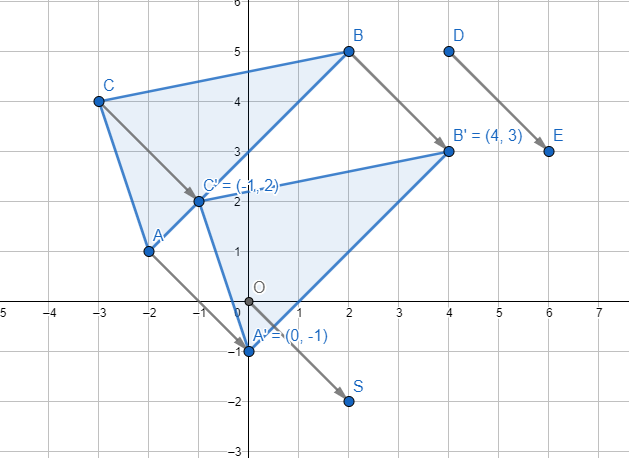 6
B
D
5
C
4
B' = (4, 3)
E
3
C' = (-1, 2)
2
A
1
O
5
−4
−3
−2
−1
0
1
2
3
4
5
6
7
A' = (0, -1)
−1
S
−2
−3